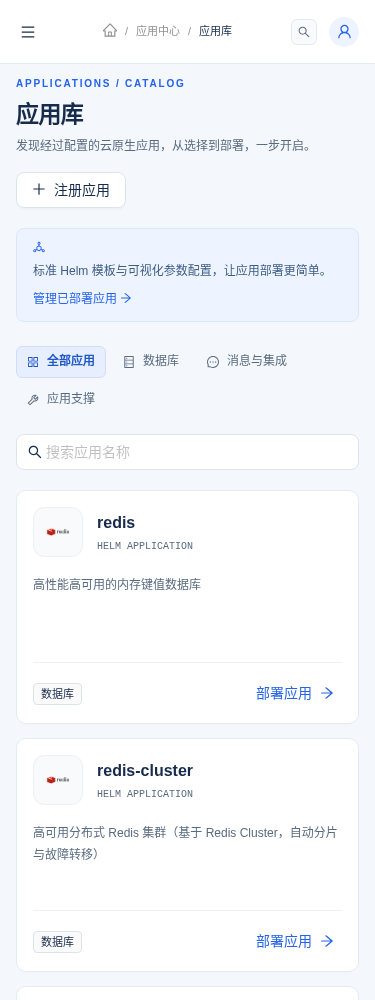 / 应用中心 / 应用库
APPLICATIONS / CATALOG
应用库
发现经过配置的云原生应用，从选择到部署，一步开启。
注册应用
标准 Helm 模板与可视化参数配置，让应用部署更简单。
管理已部署应用
全部应用 数据库 消息与集成
应用支撑
搜索应用名称
redis
redis
HELM APPLICATION
高性能高可用的内存键值数据库
数据库 部署应用
redis
redis-cluster
HELM APPLICATION
高可用分布式 Redis 集群（基于 Redis Cluster，自动分片
与故障转移）
数据库 部署应用